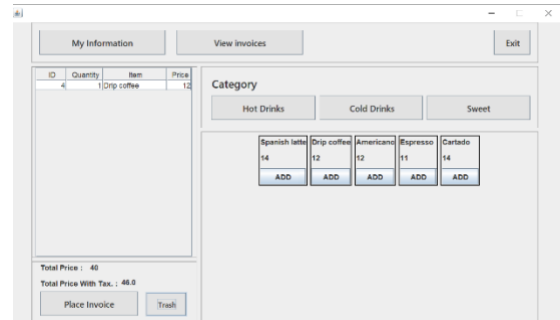 My Information View invoices Exit
ID Quantity Item Price
4 1 Drip coffee 12
Category
Hot Drinks Cold Drinks Sweet
Spanish latte Drip coffee Americano Espresso Cartado
14 12 12 11 14
ADD ADD ADD ADD ADD
Total Price : 40
Total Price With Tax. : 46.0
Place Invoice Trash